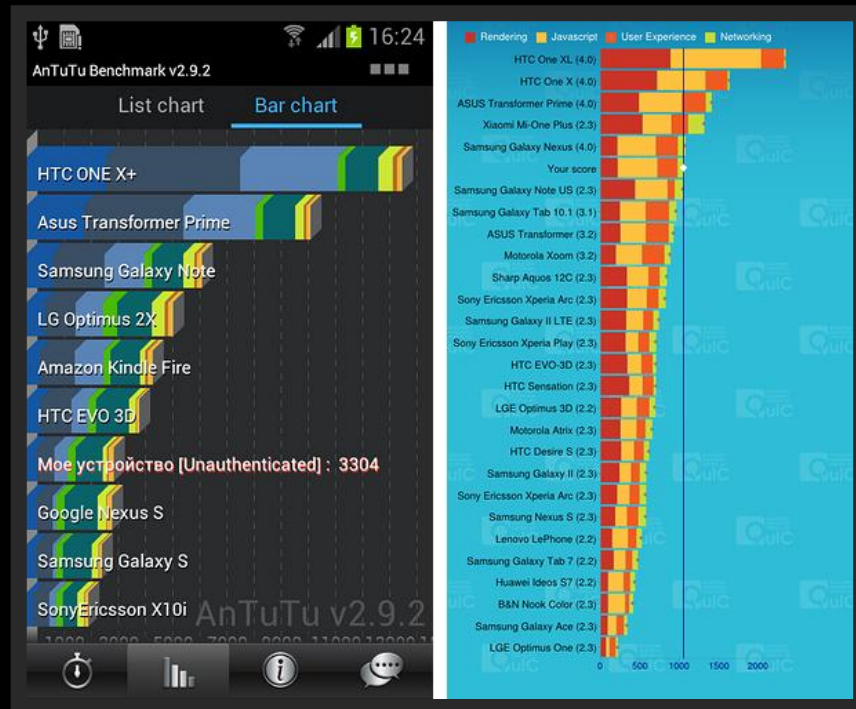 16:24
AnTuTu Benchmark v2.9.2
List chart Bar chart
HTC ONE X+
Asus Transformer Prime
Samsung Galaxy Note
LG Optimus 2X
Amazon Kindle Fire
HTC EVO 3D
Мое устройство [Unauthenticated] : 3304
Google Nexus S
Samsung Galaxy S
SonyEricsson X10i
AnTuTu v2.9.2
Rendering Javascript User Experience Networking
HTC One XL (4.0)
HTC One X (4.0)
ASUS Transformer Prime (4.0)
Xiaomi Mi-One Plus (2.3)
Samsung Galaxy Nexus (4.0)
Your score
Samsung Galaxy Note US (2.3)
Samsung Galaxy Tab 10.1 (3.1)
ASUS Transformer (3.2)
Motorola Xoom (3.2)
Sharp Aquos 12C (2.3)
Sony Ericsson Xperia Arc (2.3)
Samsung Galaxy II LTE (2.3)
Sony Ericsson Xperia Play (2.3)
HTC EVO-3D (2.3)
HTC Sensation (2.3)
LGE Optimus 3D (2.2)
Motorola Atrix (2.3)
HTC Desire S (2.3)
Samsung Galaxy II (2.3)
Sony Ericsson Xperia Arc (2.3)
Samsung Nexus S (2.3)
Lenovo LePhone (2.2)
Samsung Galaxy Tab 7 (2.2)
Huawei Ideos S7 (2.2)
B&N Nook Color (2.3)
Samsung Galaxy Ace (2.3)
LGE Optimus One (2.3)
0 500 1000 1500 2000